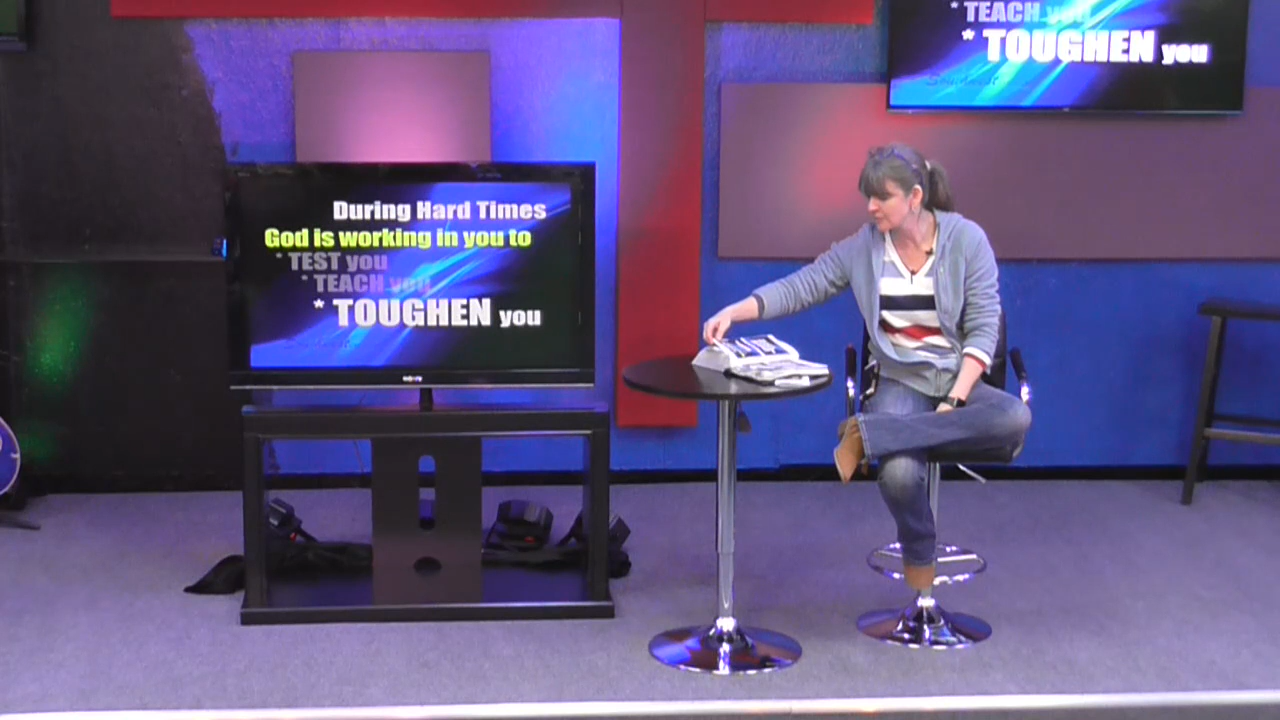 During Hard Times
God is working in you to
* TEST you
* TEACH you
* TOUGHEN you
* TEACH you
* TOUGHEN you